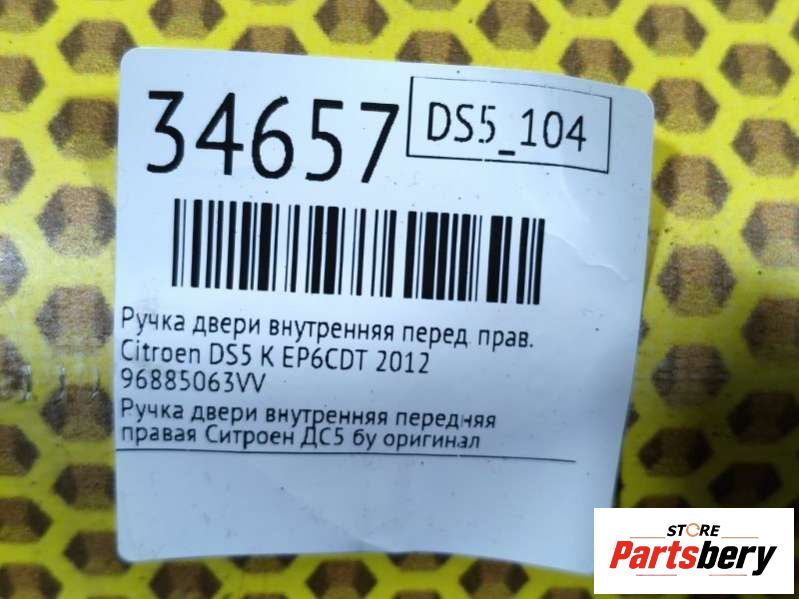 34657
DS5_104
Ручка двери внутренняя перед. прав.
Citroen DS5 K EP6CDT 2012
96885063VV
Ручка двери внутренняя передняя
правая Ситроен ДС5 бу оригинал
STORE
Partsbery